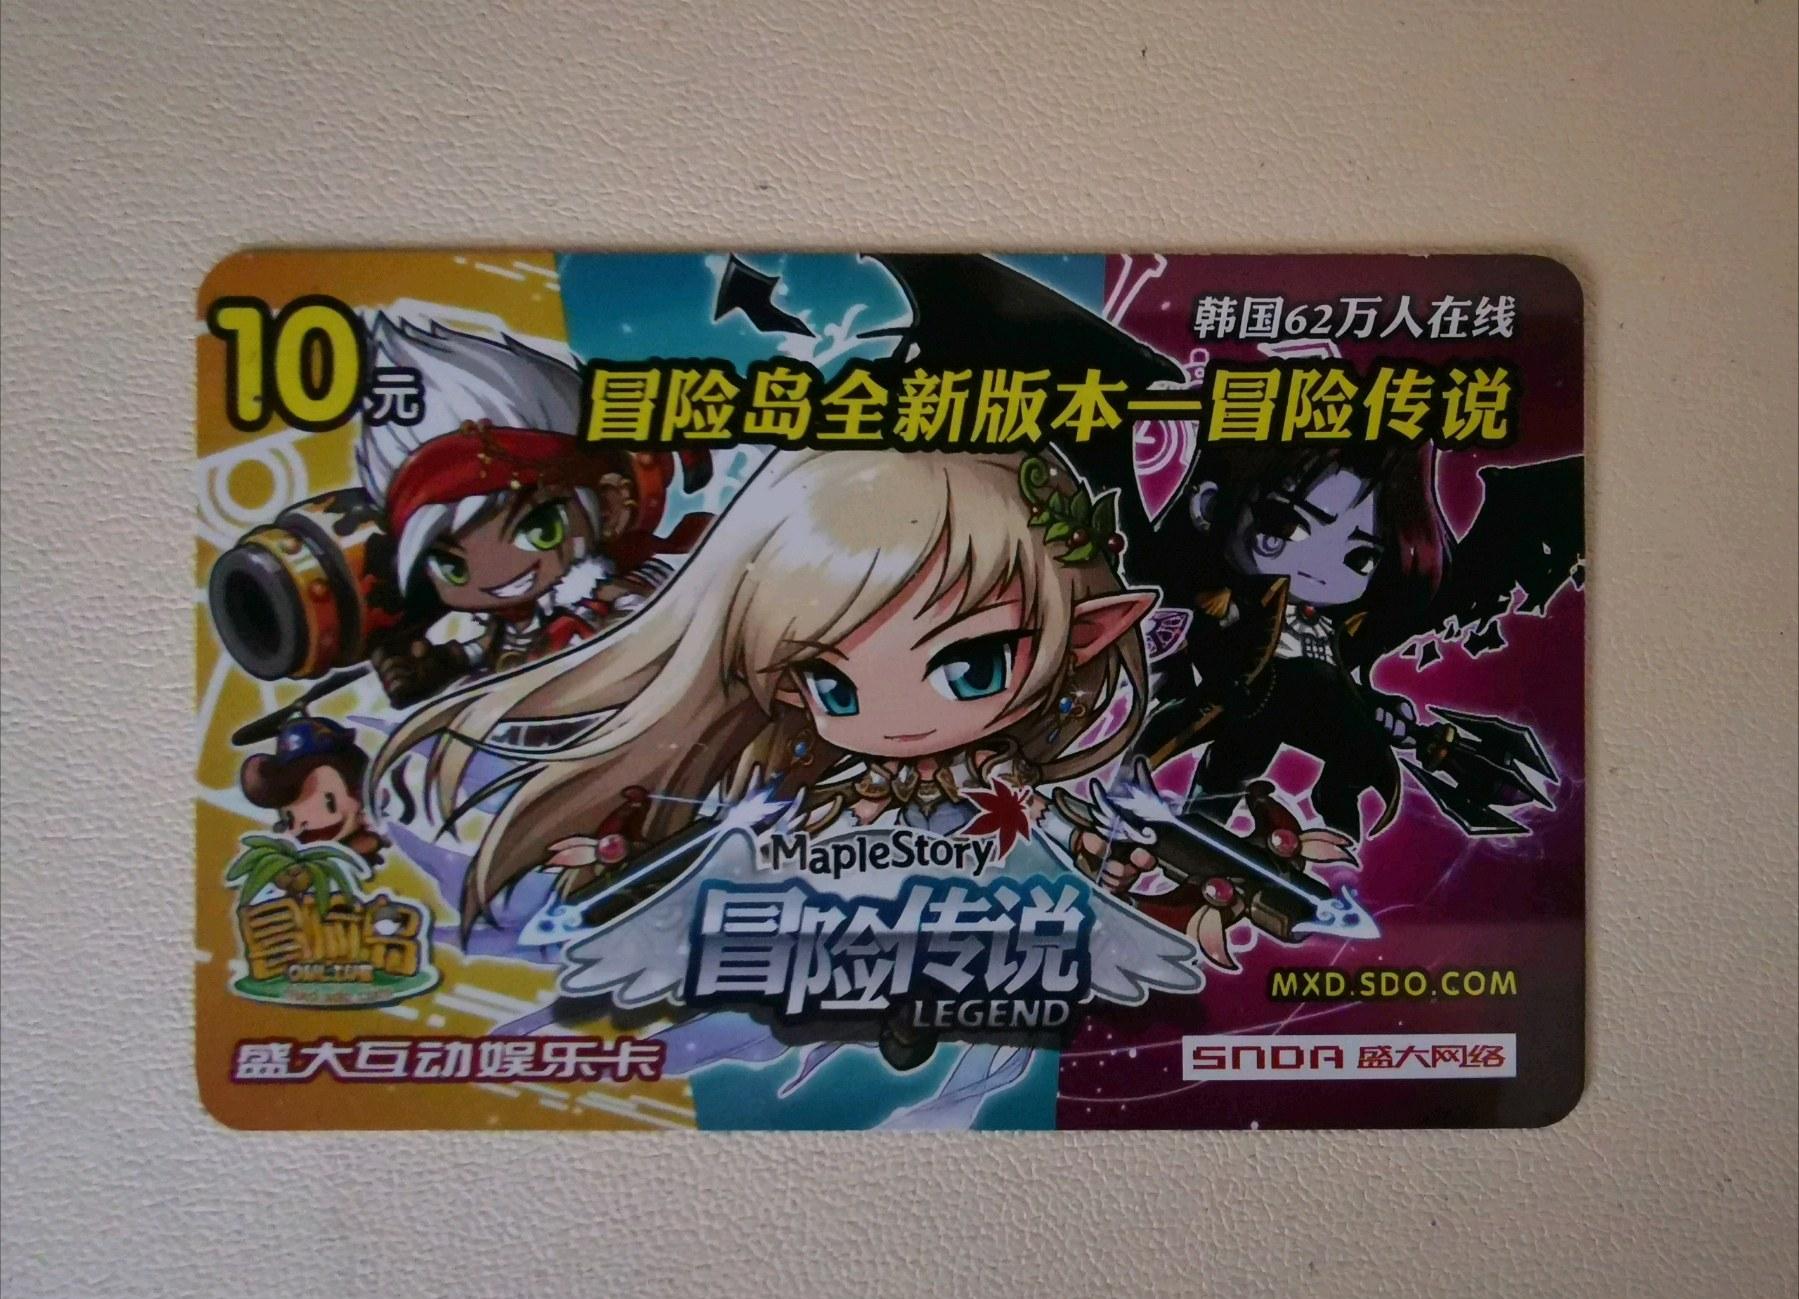 10元
韩国62万人在线
冒险岛全新版本—冒险传说
MapleStory
冒险传说
LEGEND
冒险岛
ONLINE
MXD.SDO.COM
盛大互动娱乐卡
SNDA 盛大网络